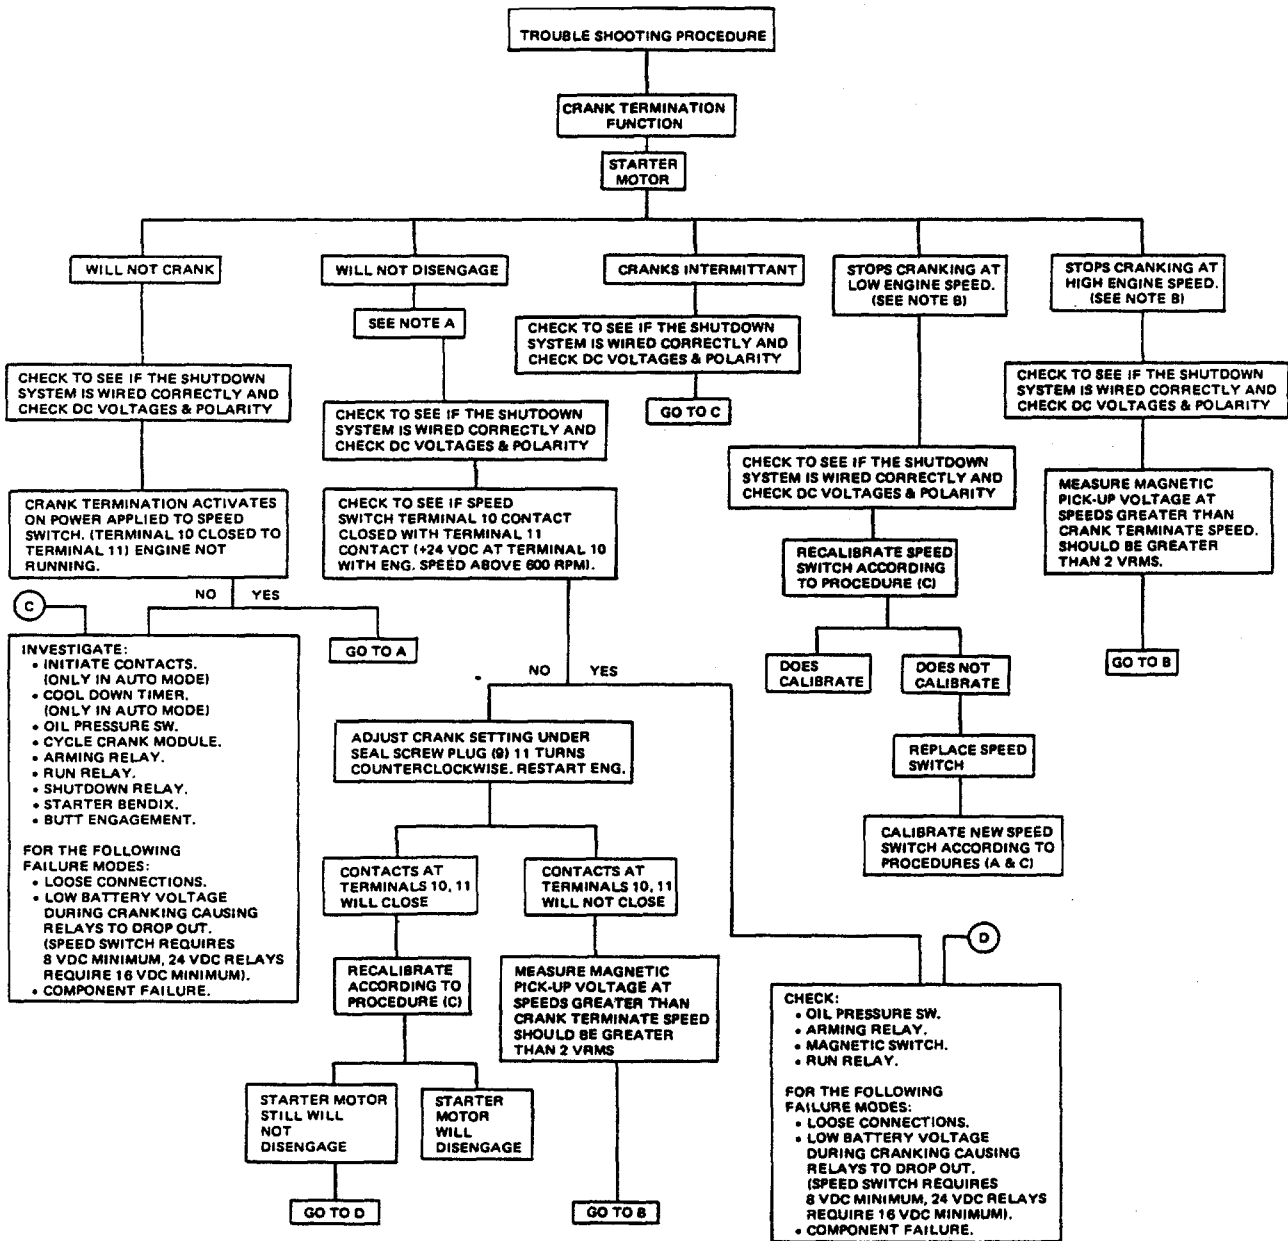 TROUBLE SHOOTING PROCEDURE
CRANK TERMINATION
FUNCTION
STARTER
MOTOR
WILL NOT CRANK
WILL NOT DISENGAGE
CRANKS INTERMITTANT
STOPS CRANKING AT
LOW ENGINE SPEED.
(SEE NOTE B)
STOPS CRANKING AT
HIGH ENGINE SPEED.
(SEE NOTE B)
SEE NOTE A
CHECK TO SEE IF THE SHUTDOWN
SYSTEM IS WIRED CORRECTLY AND
CHECK DC VOLTAGES & POLARITY
CHECK TO SEE IF THE SHUTDOWN
SYSTEM IS WIRED CORRECTLY AND
CHECK DC VOLTAGES & POLARITY
CHECK TO SEE IF THE SHUTDOWN
SYSTEM IS WIRED CORRECTLY AND
CHECK DC VOLTAGES & POLARITY
GO TO C
CHECK TO SEE IF THE SHUTDOWN
SYSTEM IS WIRED CORRECTLY AND
CHECK DC VOLTAGES & POLARITY
CHECK TO SEE IF THE SHUTDOWN
SYSTEM IS WIRED CORRECTLY AND
CHECK DC VOLTAGES & POLARITY
CRANK TERMINATION ACTIVATES
ON POWER APPLIED TO SPEED
SWITCH. (TERMINAL 10 CLOSED TO
TERMINAL 11) ENGINE NOT
RUNNING.
CHECK TO SEE IF SPEED
SWITCH TERMINAL 10 CONTACT
CLOSED WITH TERMINAL 11
CONTACT (+24 VDC AT TERMINAL 10
WITH ENG. SPEED ABOVE 600 RPM).
MEASURE MAGNETIC
PICK-UP VOLTAGE AT
SPEEDS GREATER THAN
CRANK TERMINATE SPEED.
SHOULD BE GREATER
THAN 2 VRMS.
RECALIBRATE SPEED
SWITCH ACCORDING
TO PROCEDURE (C)
NO YES
C
GO TO A
INVESTIGATE:
• INITIATE CONTACTS.
(ONLY IN AUTO MODE)
• COOL DOWN TIMER.
(ONLY IN AUTO MODE)
• OIL PRESSURE SW.
• CYCLE CRANK MODULE.
• ARMING RELAY.
• RUN RELAY.
• SHUTDOWN RELAY.
• STARTER BENDIX.
• BUTT ENGAGEMENT.
FOR THE FOLLOWING
FAILURE MODES:
• LOOSE CONNECTIONS.
• LOW BATTERY VOLTAGE
DURING CRANKING CAUSING
RELAYS TO DROP OUT.
(SPEED SWITCH REQUIRES
8 VDC MINIMUM, 24 VDC RELAYS
REQUIRE 16 VDC MINIMUM).
• COMPONENT FAILURE.
NO YES
DOES
CALIBRATE
DOES NOT
CALIBRATE
GO TO B
ADJUST CRANK SETTING UNDER
SEAL SCREW PLUG (9) 11 TURNS
COUNTERCLOCKWISE. RESTART ENG.
REPLACE SPEED
SWITCH
CALIBRATE NEW SPEED
SWITCH ACCORDING TO
PROCEDURES (A & C)
CONTACTS AT
TERMINALS 10, 11
WILL CLOSE
CONTACTS AT
TERMINALS 10, 11
WILL NOT CLOSE
RECALIBRATE
ACCORDING TO
PROCEDURE (C)
MEASURE MAGNETIC
PICK-UP VOLTAGE AT
SPEEDS GREATER THAN
CRANK TERMINATE SPEED
SHOULD BE GREATER
THAN 2 VRMS
D
STARTER MOTOR
STILL WILL
NOT
DISENGAGE
STARTER
MOTOR
WILL
DISENGAGE
GO TO D
GO TO B
CHECK:
• OIL PRESSURE SW.
• ARMING RELAY.
• MAGNETIC SWITCH.
• RUN RELAY.
FOR THE FOLLOWING
FAILURE MODES:
• LOOSE CONNECTIONS.
• LOW BATTERY VOLTAGE
DURING CRANKING CAUSING
RELAYS TO DROP OUT.
(SPEED SWITCH REQUIRES
8 VDC MINIMUM, 24 VDC RELAYS
REQUIRE 16 VDC MINIMUM).
• COMPONENT FAILURE.